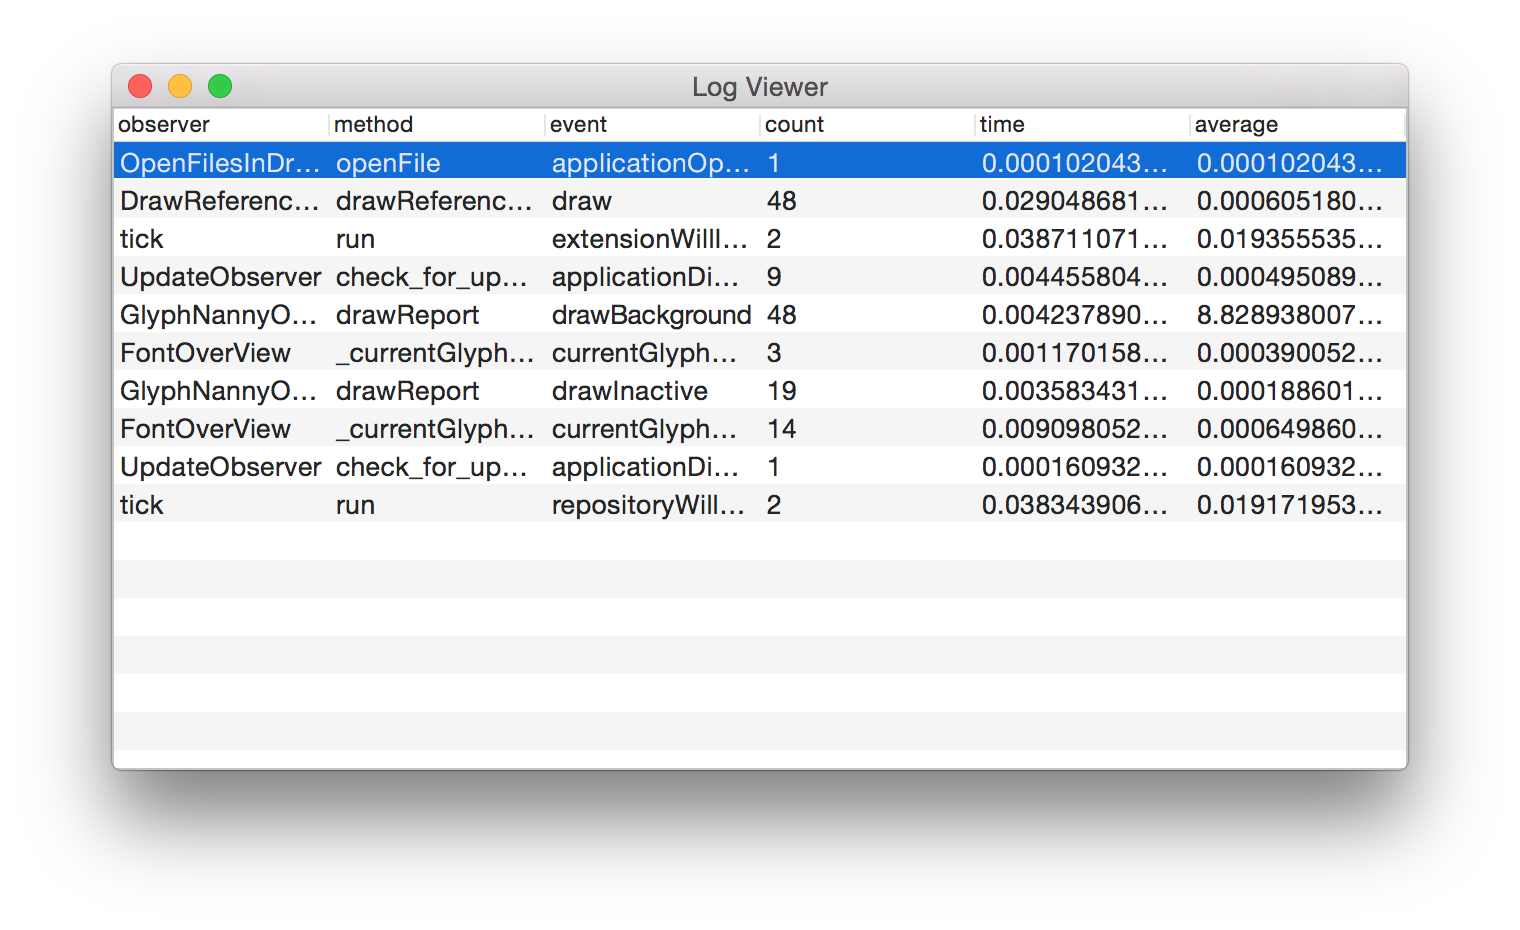 Log Viewer
observer method event count time average
OpenFilesInDr… openFile applicationOp… 1 0.000102043… 0.000102043…
DrawReferenc… drawReferenc… draw 48 0.029048681… 0.000605180…
tick run extensionWillI… 2 0.038711071… 0.019355535…
UpdateObserver check_for_up… applicationDi… 9 0.004455804… 0.000495089…
GlyphNannyO… drawReport drawBackground 48 0.004237890… 8.828938007…
FontOverView _currentGlyph… currentGlyph… 3 0.001170158… 0.000390052…
GlyphNannyO… drawReport drawInactive 19 0.003583431… 0.000188601…
FontOverView _currentGlyph… currentGlyph… 14 0.009098052… 0.000649860…
UpdateObserver check_for_up… applicationDi… 1 0.000160932… 0.000160932…
tick run repositoryWill… 2 0.038343906… 0.019171953…